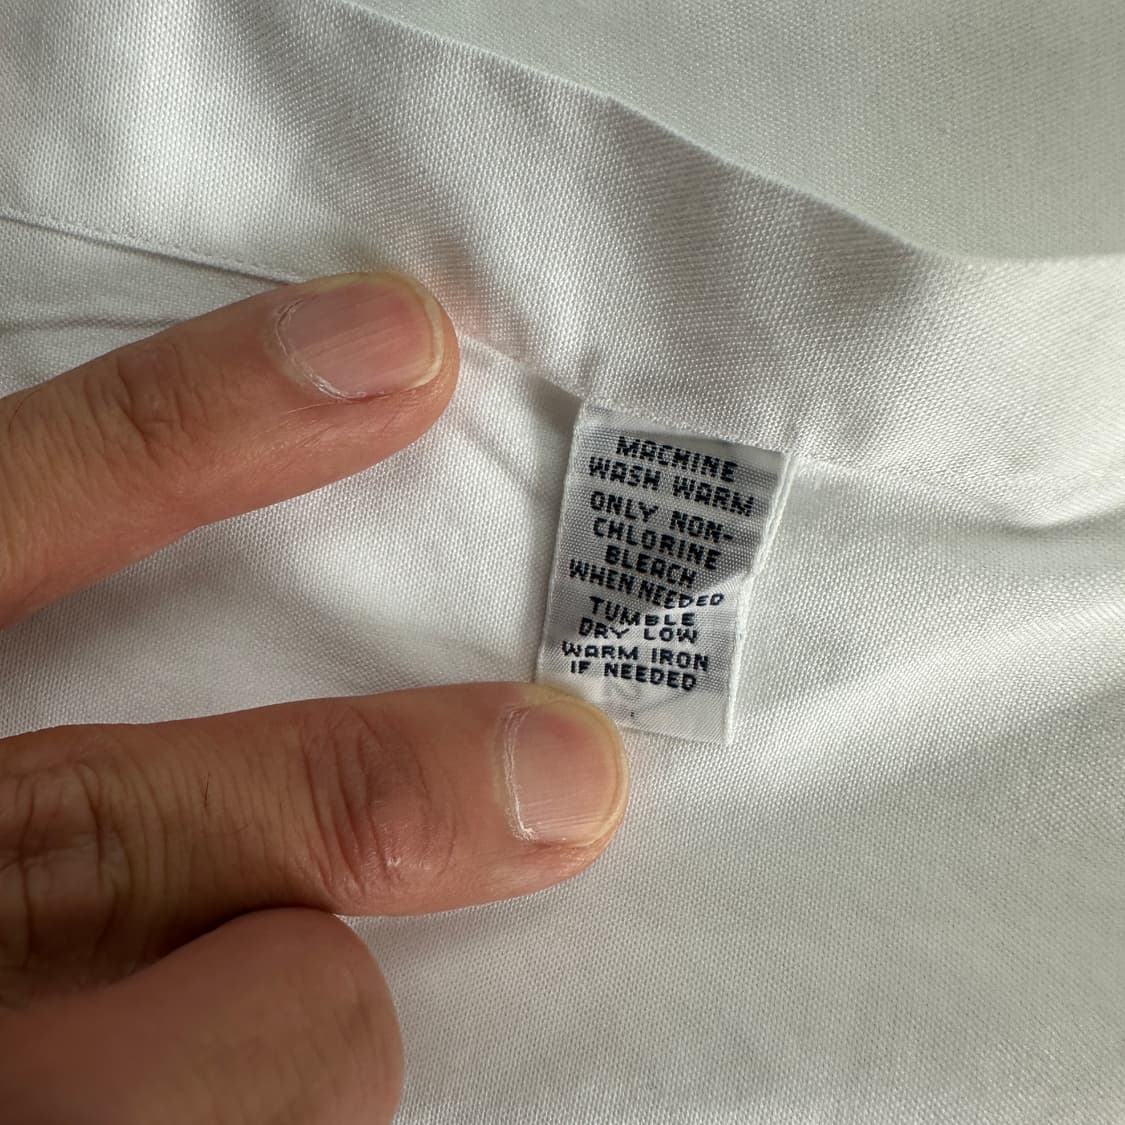 MACHINE
WASH WARM
ONLY NON-
CHLORINE
BLEACH
WHEN NEEDED
TUMBLE
DRY LOW
WARM IRON
IF NEEDED